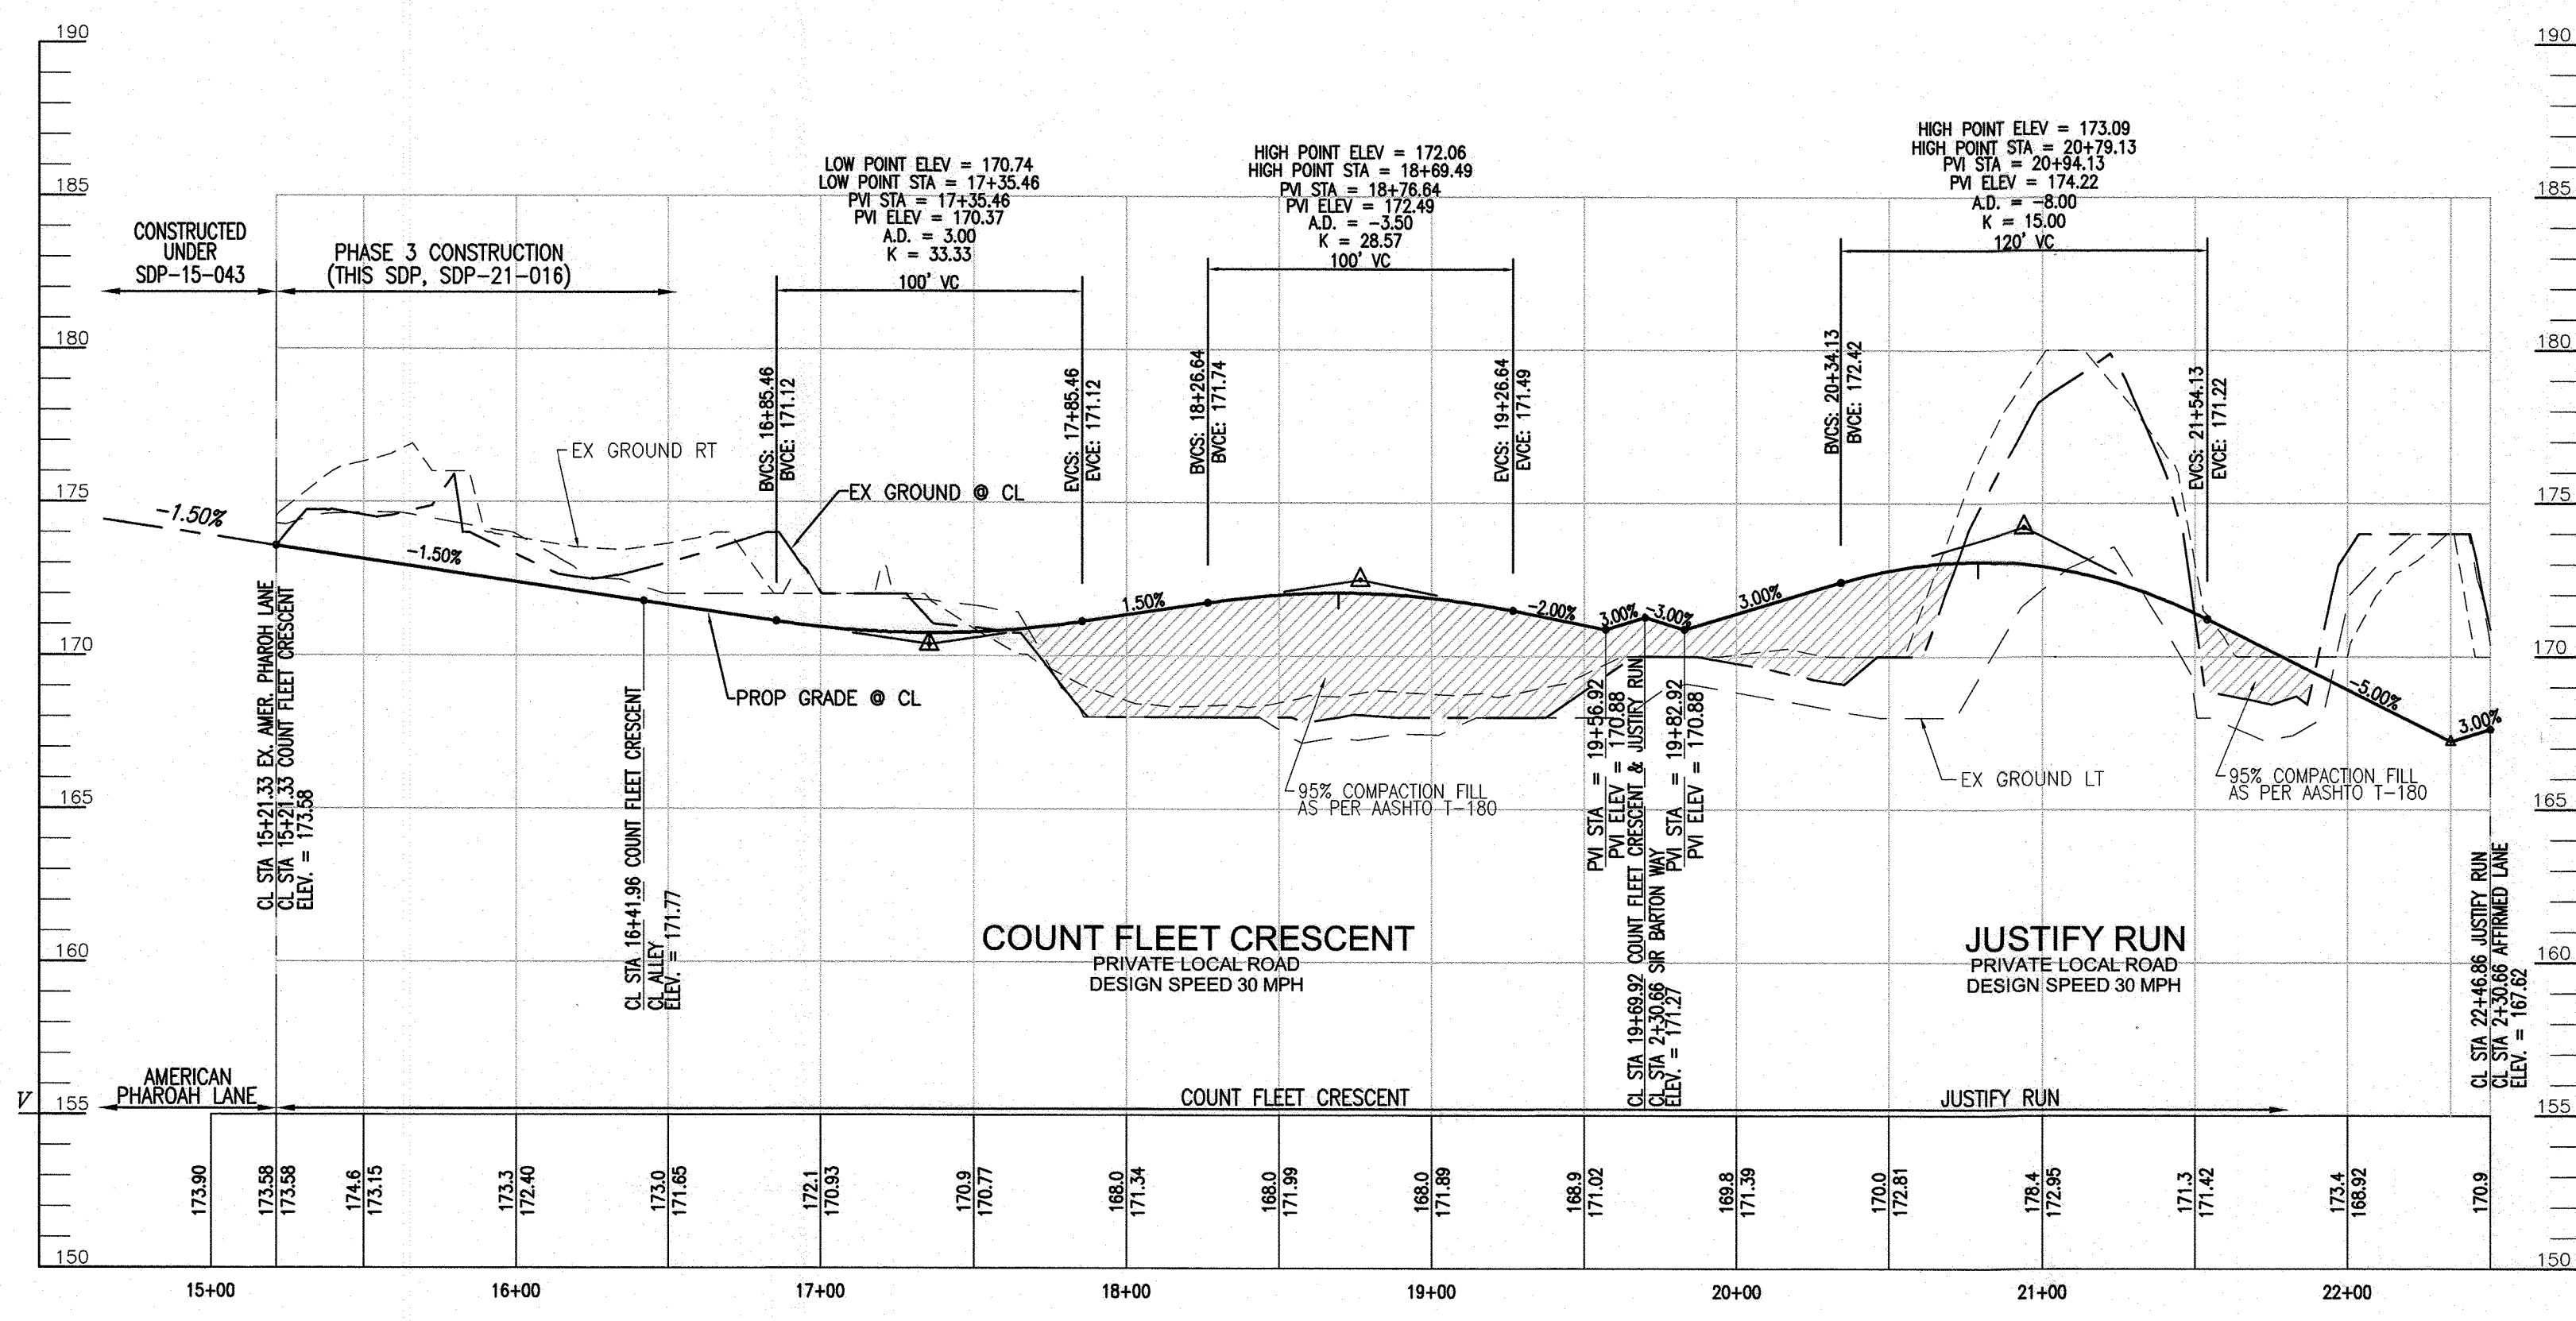 190
185
180
175
170
165
160
155
150
190
185
180
175
170
165
160
155
150
V
CONSTRUCTED
UNDER
SDP-15-043
PHASE 3 CONSTRUCTION
(THIS SDP, SDP-21-016)
LOW POINT ELEV = 170.74
LOW POINT STA = 17+35.46
PVI STA = 17+35.46
PVI ELEV = 170.37
A.D. = 3.00
K = 33.33
100' VC
HIGH POINT ELEV = 172.06
HIGH POINT STA = 18+69.49
PVI STA = 18+76.64
PVI ELEV = 172.49
A.D. = -3.50
K = 28.57
100' VC
HIGH POINT ELEV = 173.09
HIGH POINT STA = 20+79.13
PVI STA = 20+94.13
PVI ELEV = 174.22
A.D. = -8.00
K = 15.00
120' VC
BVCS: 16+85.46
BVCE: 171.12
EVCS: 17+85.46
EVCE: 171.12
BVCS: 18+26.64
BVCE: 171.74
EVCS: 19+26.64
EVCE: 171.49
BVCS: 20+34.13
BVCE: 172.42
EVCS: 21+54.13
EVCE: 171.22
EX GROUND RT
EX GROUND @ CL
-1.50%
-1.50%
1.50%
-2.00%
3.00%
-3.00%
3.00%
-5.00%
3.00%
PROP GRADE @ CL
95% COMPACTION FILL
AS PER AASHTO T-180
EX GROUND LT
95% COMPACTION FILL
AS PER AASHTO T-180
CL STA 15+21.33 EX. AMER. PHAROH LANE
CL STA 15+21.33 COUNT FLEET CRESCENT
ELEV. = 173.58
CL STA 16+41.96 COUNT FLEET CRESCENT
CL ALLEY
ELEV. = 171.77
PVI STA = 19+56.92
PVI ELEV = 170.88
CL STA 19+69.92 COUNT FLEET CRESCENT & JUSTIFY RUN
CL STA 2+30.66 SIR BARTON WAY
ELEV. = 171.27
PVI STA = 19+82.92
PVI ELEV = 170.88
CL STA 22+46.86 JUSTIFY RUN
CL STA 2+30.66 AFFIRMED LANE
ELEV = 167.62
COUNT FLEET CRESCENT
PRIVATE LOCAL ROAD
DESIGN SPEED 30 MPH
JUSTIFY RUN
PRIVATE LOCAL ROAD
DESIGN SPEED 30 MPH
AMERICAN
PHAROAH LANE
COUNT FLEET CRESCENT
JUSTIFY RUN
173.90
173.58
173.58
174.6
173.15
173.3
172.40
173.0
171.65
172.1
170.93
170.9
170.77
168.0
171.34
168.0
171.99
168.0
171.89
168.9
171.02
169.8
171.39
170.0
172.81
178.4
172.95
171.3
171.42
173.4
168.92
170.9
15+00
16+00
17+00
18+00
19+00
20+00
21+00
22+00